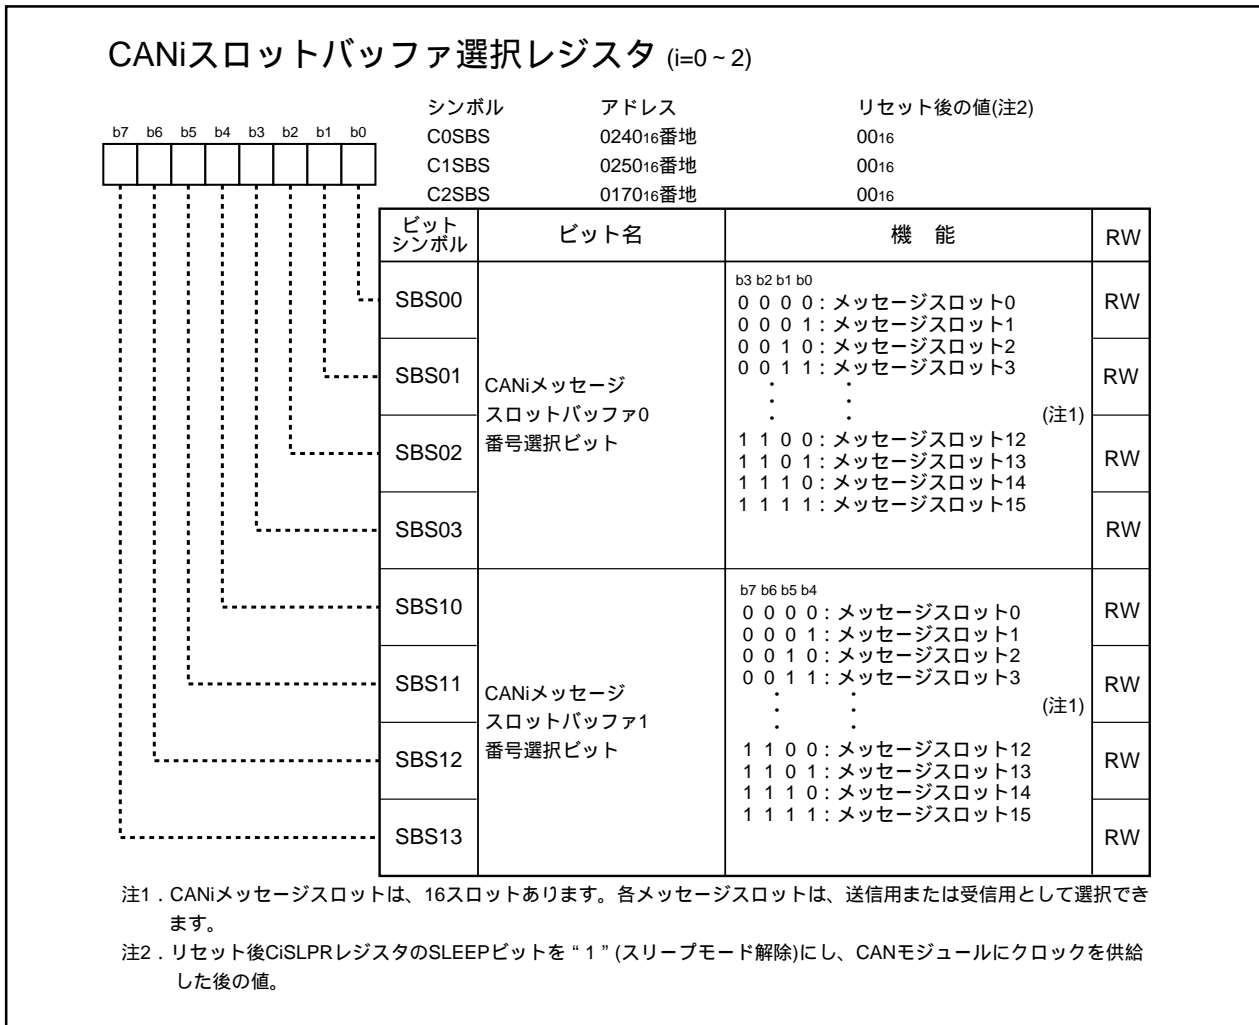 CANiスロットバッファ選択レジスタ (i=0～2)
シンボル アドレス リセット後の値(注2)
b7 b6 b5 b4 b3 b2 b1 b0
C0SBS 024016番地 0016
C1SBS 025016番地 0016
C2SBS 017016番地 0016
ビット
シンボル
ビット名
機 能
RW
SBS00
SBS01
SBS02
SBS03
CANiメッセージ
スロットバッファ0
番号選択ビット
b3 b2 b1 b0
0 0 0 0：メッセージスロット0
0 0 0 1：メッセージスロット1
0 0 1 0：メッセージスロット2
0 0 1 1：メッセージスロット3
・ ・
・ ・
・ ・
(注1)
1 1 0 0：メッセージスロット12
1 1 0 1：メッセージスロット13
1 1 1 0：メッセージスロット14
1 1 1 1：メッセージスロット15
RW
RW
RW
RW
SBS10
SBS11
SBS12
SBS13
CANiメッセージ
スロットバッファ1
番号選択ビット
b7 b6 b5 b4
0 0 0 0：メッセージスロット0
0 0 0 1：メッセージスロット1
0 0 1 0：メッセージスロット2
0 0 1 1：メッセージスロット3
・ ・
・ ・
・ ・
(注1)
1 1 0 0：メッセージスロット12
1 1 0 1：メッセージスロット13
1 1 1 0：メッセージスロット14
1 1 1 1：メッセージスロット15
RW
RW
RW
RW
注1．CANiメッセージスロットは、16スロットあります。各メッセージスロットは、送信用または受信用として選択でき
ます。
注2．リセット後CiSLPRレジスタのSLEEPビットを“1”(スリープモード解除)にし、CANモジュールにクロックを供給
した後の値。